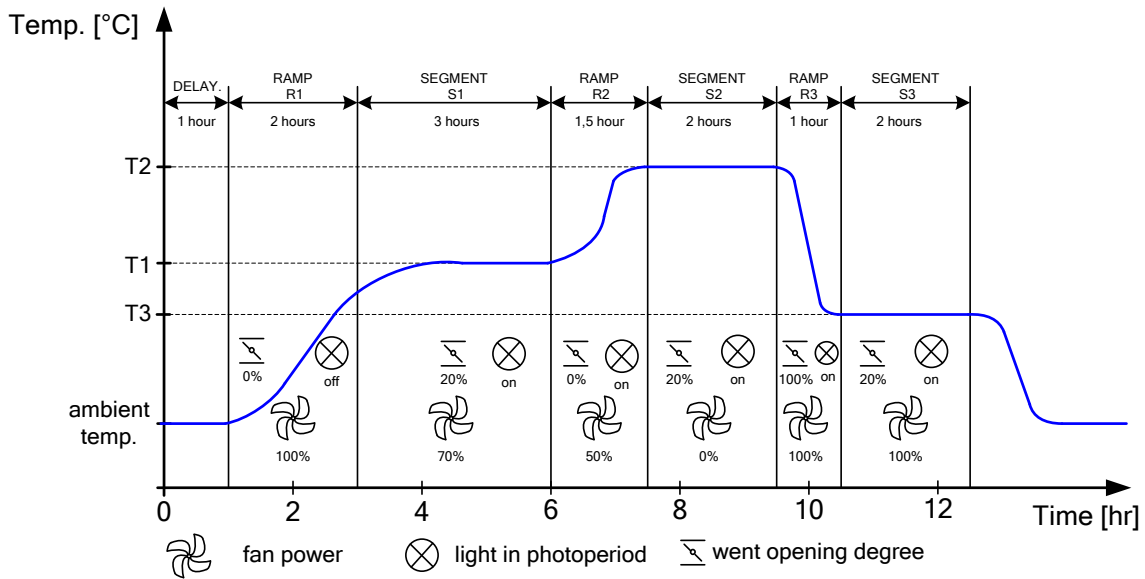 Temp. [°C]
DELAY.
RAMP
R1
SEGMENT
S1
RAMP
R2
SEGMENT
S2
RAMP
R3
SEGMENT
S3
1 hour
2 hours
3 hours
1,5 hour
2 hours
1 hour
2 hours
T2
T1
T3
0%
off
20%
on
0%
on
20%
on
100%
on
20%
on
ambient
temp.
100%
70%
50%
0%
100%
100%
0
2
4
6
8
10
12
Time [hr]
fan power
light in photoperiod
went opening degree